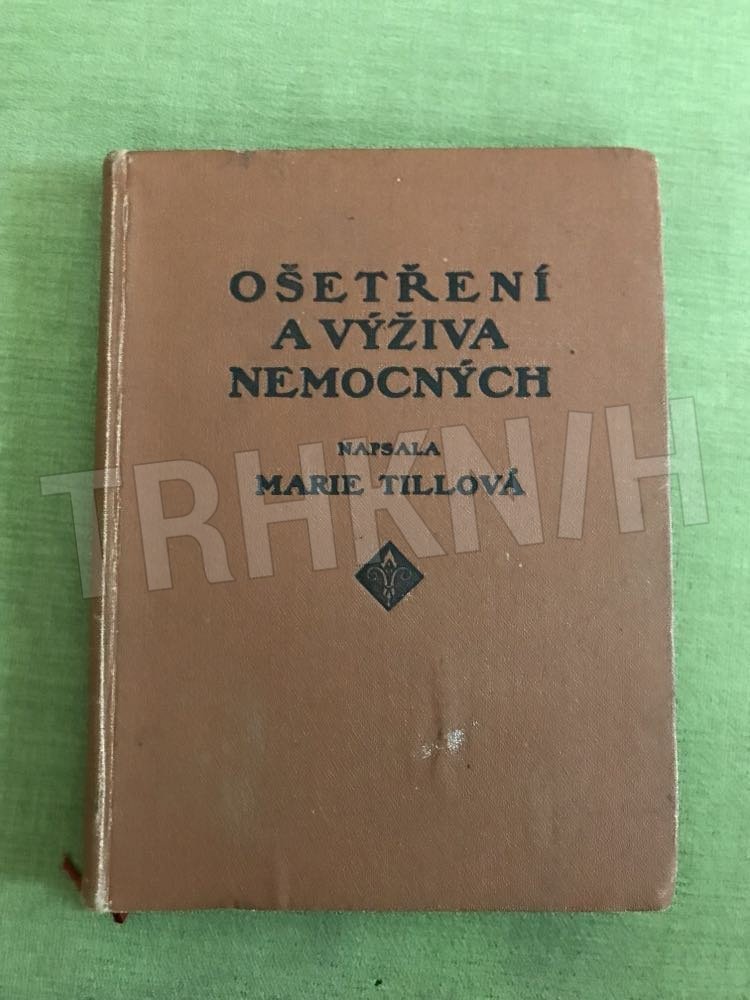 OŠETŘENÍ
A VÝŽIVA
NEMOCNÝCH
NAPSALA
MARIE TILLOVÁ
TRHKNIH